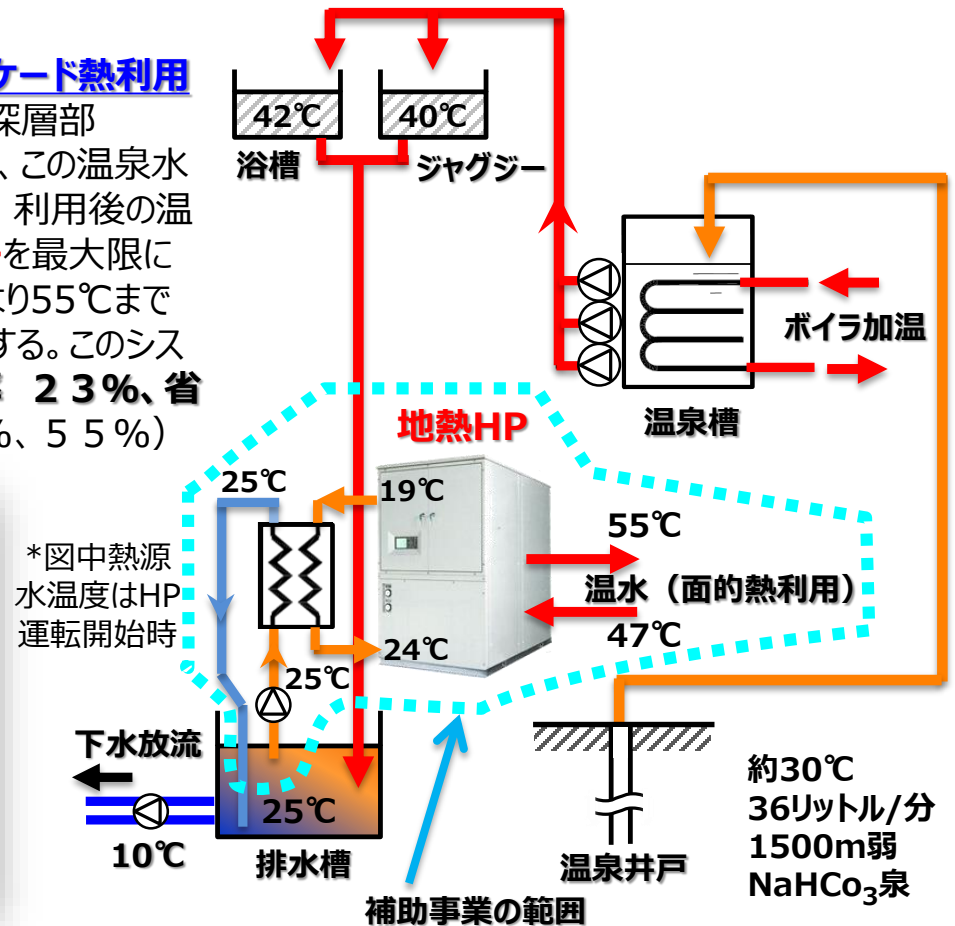 ケード熱利用
深層部
、この温泉水
利用後の温
を最大限に
より55℃まで
する。このシス
２３%、省
%、５５%）
42℃
40℃
浴槽
ジャグジー
ボイラ加温
温泉槽
地熱HP
25℃
19℃
55℃
*図中熱源
水温度はHP
運転開始時
温水（面的熱利用）
24℃
47℃
25℃
下水放流
25℃
10℃
排水槽
温泉井戸
約30℃
36リットル/分
1500m弱
NaHCo₃泉
補助事業の範囲